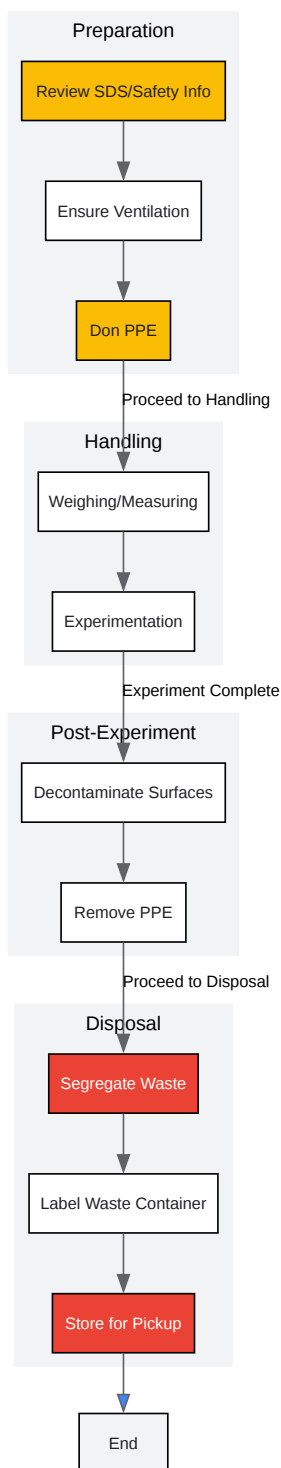 Preparation
Review SDS/Safety Info
Ensure Ventilation
Don PPE
Proceed to Handling
Handling
Weighing/Measuring
Experimentation
Experiment Complete
Post-Experiment
Decontaminate Surfaces
Remove PPE
Proceed to Disposal
Disposal
Segregate Waste
Label Waste Container
Store for Pickup
End